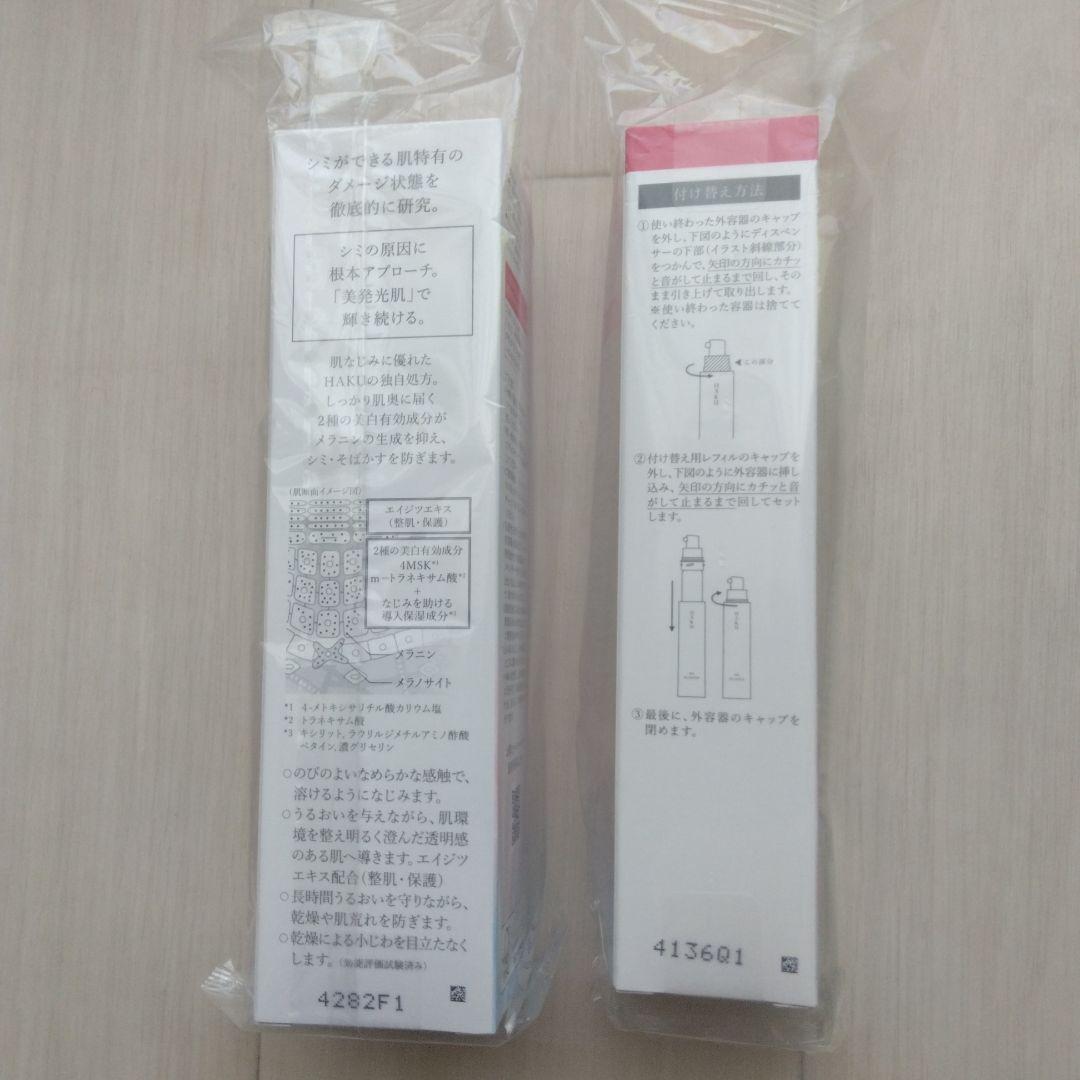 シミができる肌特有の
ダメージ状態を
徹底的に研究。
シミの原因に
根本アプローチ。
「美発光肌」で
輝き続ける。
肌なじみに優れた
HAKUの独自処方。
しっかり肌奥に届く
2種の美白有効成分が
メラニンの生成を抑え、
シミ・そばかすを防ぎます。
(肌断面イメージ図)
エイジツエキス
(整肌・保護)
2種の美白有効成分
4MSK*1
m-トラネキサム酸*2
+
なじみを助ける
導入保湿成分*3
メラニン
メラノサイト
*1 4-メトキシサリチル酸カリウム塩
*2 トラネキサム酸
*3 キシリット、ラウリルジメチルアミノ酢酸
ベタイン、濃グリセリン
○のびのよいなめらかな感触で、
溶けるようになじみます。
○うるおいを与えながら、肌環
境を整え明るく澄んだ透明感
のある肌へ導きます。エイジツ
エキス配合(整肌・保護)
○長時間うるおいを守りながら、
乾燥や肌荒れを防ぎます。
○乾燥による小じわを目立たなく
します。(効能評価試験済み)
4282F1
付け替え方法
①使い終わった外容器のキャップ
を外し、下図のようにディスペン
サーの下部(イラスト斜線部分)
をつかんで、矢印の方向にカチッ
と音がして止まるまで回し、その
まま引き上げて取り出します。
※使い終わった容器は捨てて
ください。
◀この部分
HAKU
②付け替え用レフィルのキャップを
外し、下図のように外容器に挿し
込み、矢印の方向にカチッと音
がして止まるまで回してセット
します。
HAKU
HAKU
③最後に、外容器のキャップを
閉めます。
4136Q1